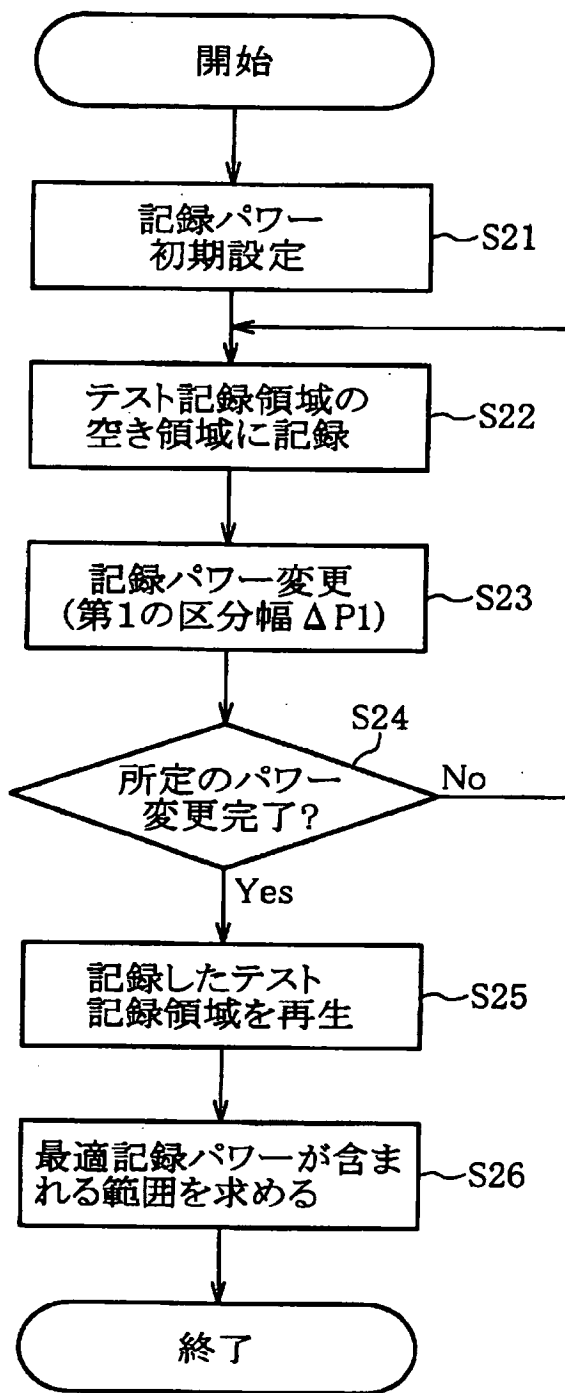 開始
記録パワー
初期設定
S21
テスト記録領域の
空き領域に記録
S22
記録パワー変更
(第1の区分幅ΔP1)
S23
S24
所定のパワー
変更完了?
No
Yes
記録したテスト
記録領域を再生
S25
最適記録パワーが含ま
れる範囲を求める
S26
終了